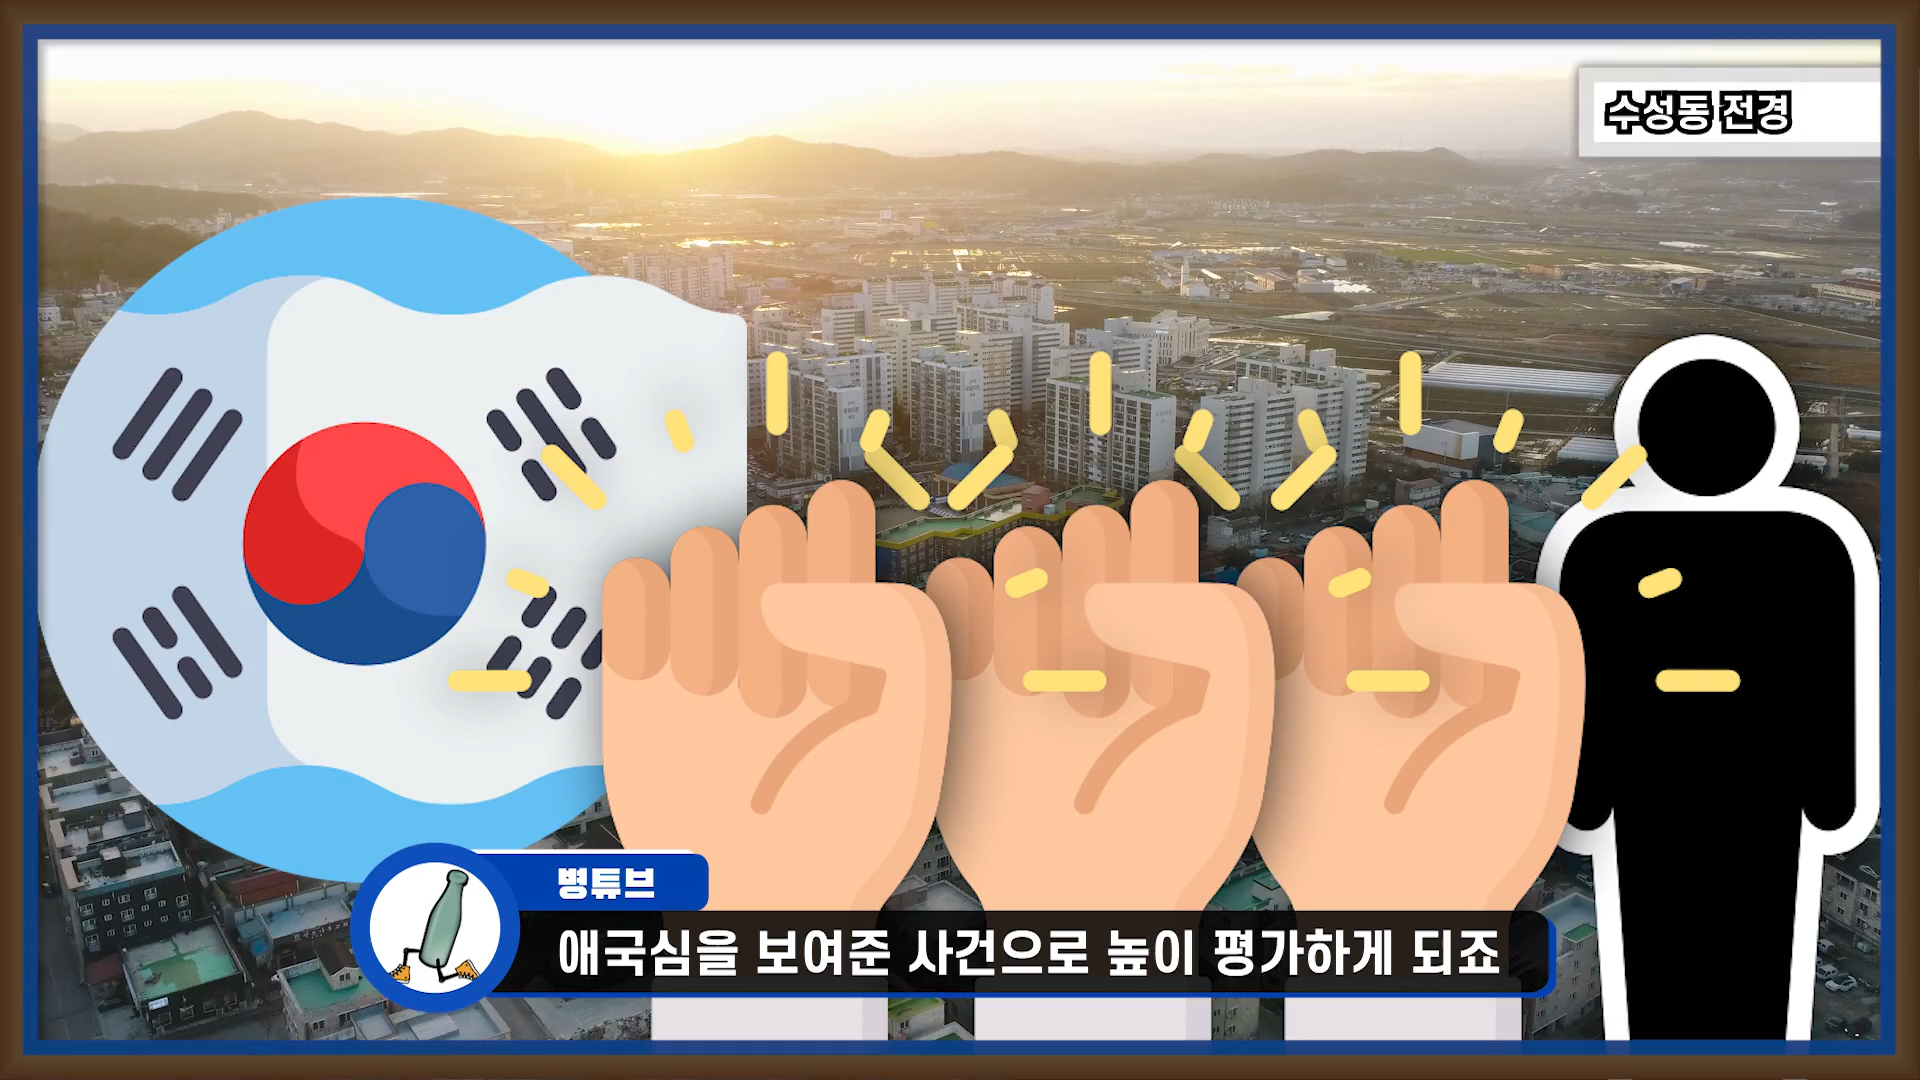 수성동 전경
병튜브
애국심을 보여준 사건으로 높이 평가하게 되죠